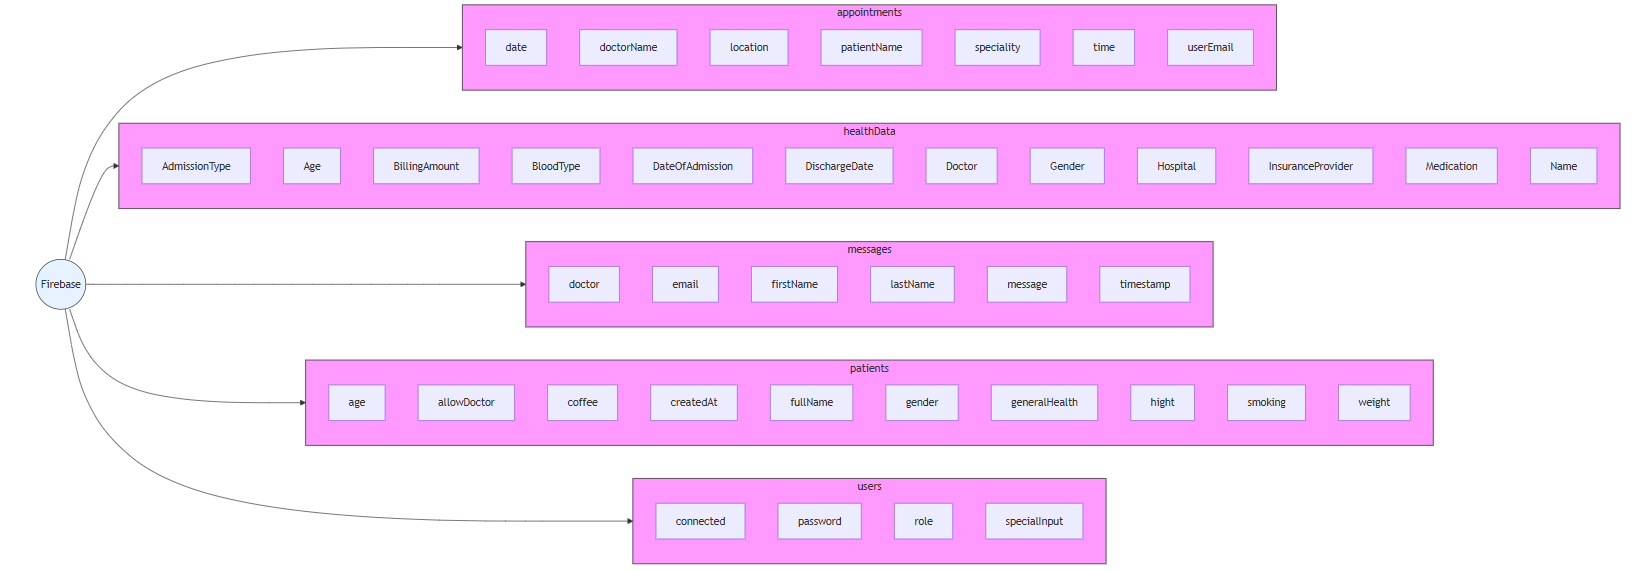 appointments
date doctorName location patientName speciality time userEmail
healthData
AdmissionType Age BillingAmount BloodType DateOfAdmission DischargeDate Doctor Gender Hospital InsuranceProvider Medication Name
messages
Firebase doctor email firstName lastName message timestamp
patients
age allowDoctor coffee createdAt fullName gender generalHealth hight smoking weight
users
connected password role specialInput